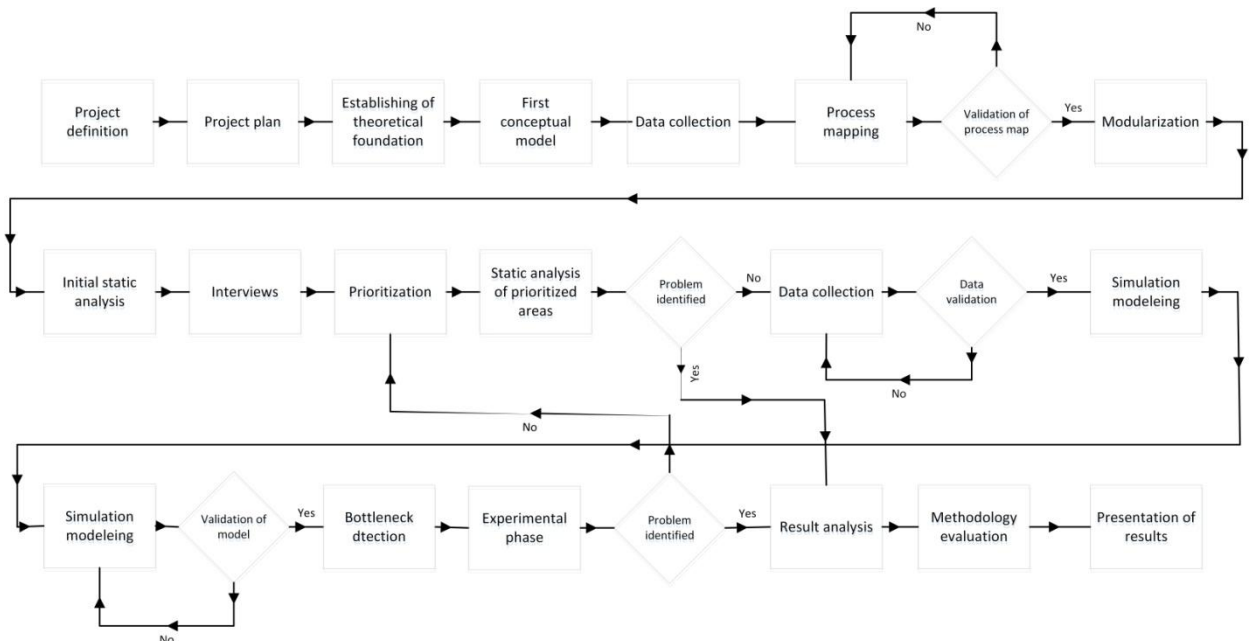 No
Project
definition
Project plan
Establishing of
theoretical
foundation
First
conceptual
model
Data collection
Process
mapping
Validation of
process map
Yes
Modularization
Initial static
analysis
Interviews
Prioritization
Static analysis
of prioritized
areas
Problem
identified
No
Data collection
Data
validation
Yes
Simulation
modeleing
Yes
No
No
Simulation
modeleing
Validation of
model
Yes
Bottleneck
dtection
Experimental
phase
Problem
identified
Yes
Result analysis
Methodology
evaluation
Presentation of
results
No